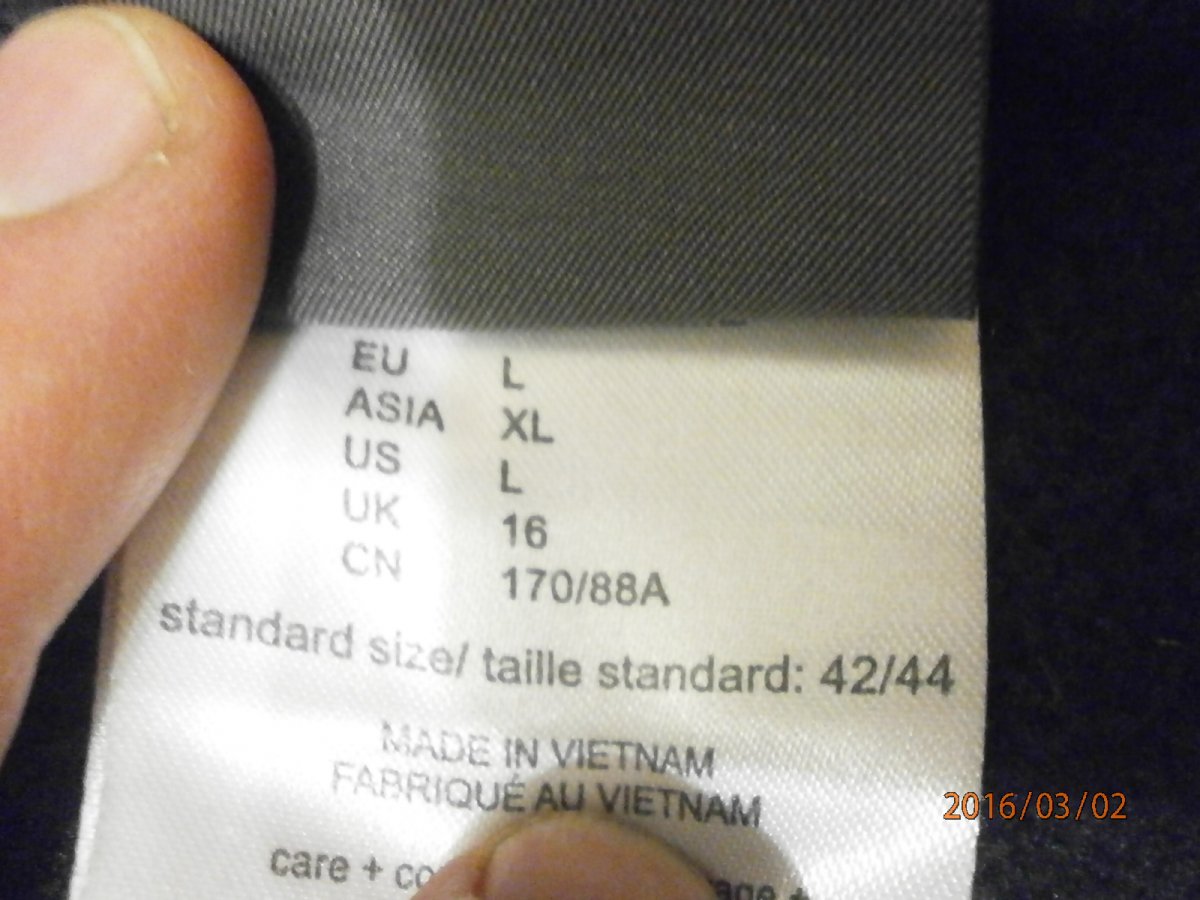 EU L
ASIA XL
US L
UK 16
CN 170/88A
standard size/ taille standard: 42/44
MADE IN VIETNAM
FABRIQUÉ AU VIETNAM
care +
2016/03/02